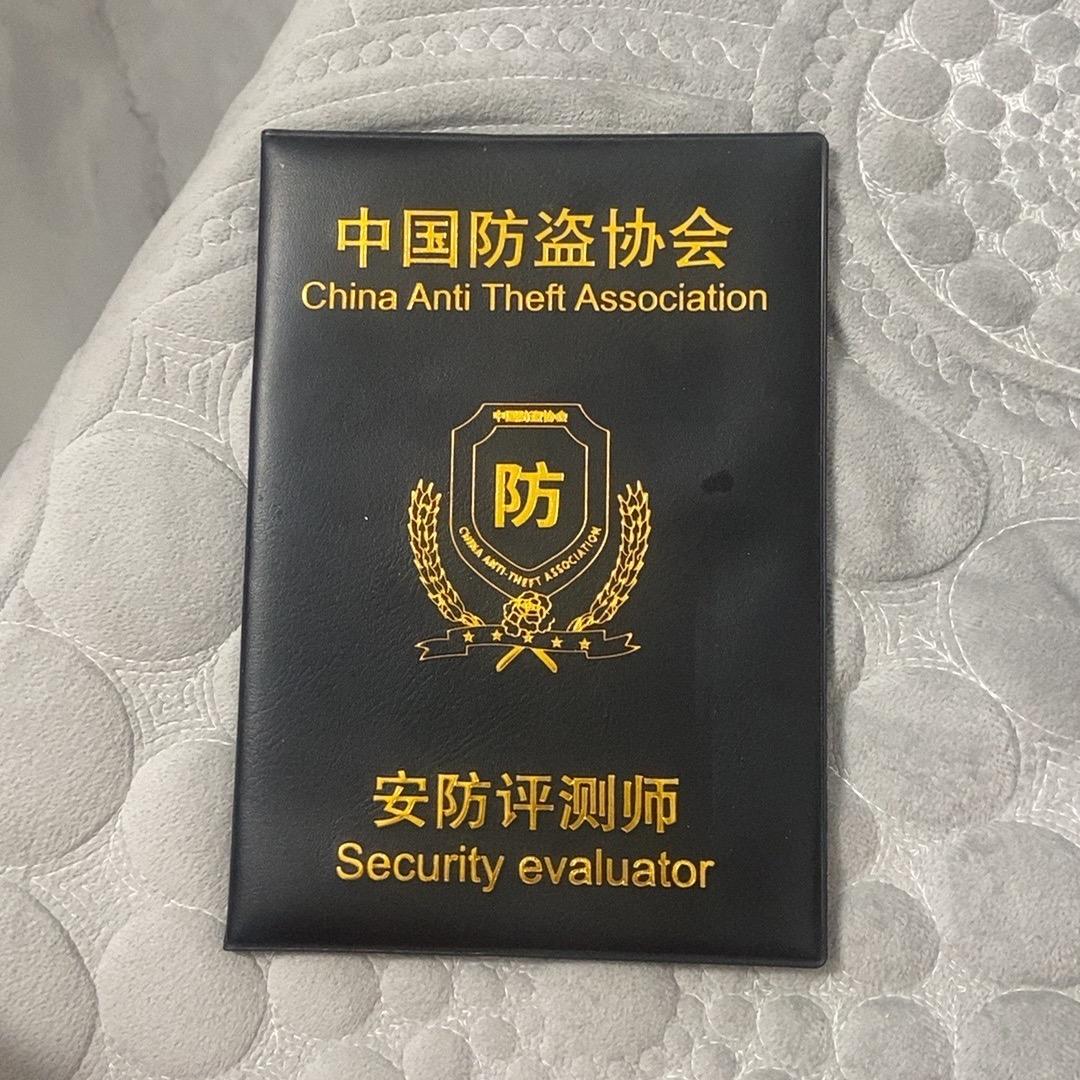 中国防盗协会
China Anti Theft Association
中国防盗协会
防
CHINA ANTI-THEFT ASSOCIATION
安防评测师
Security evaluator